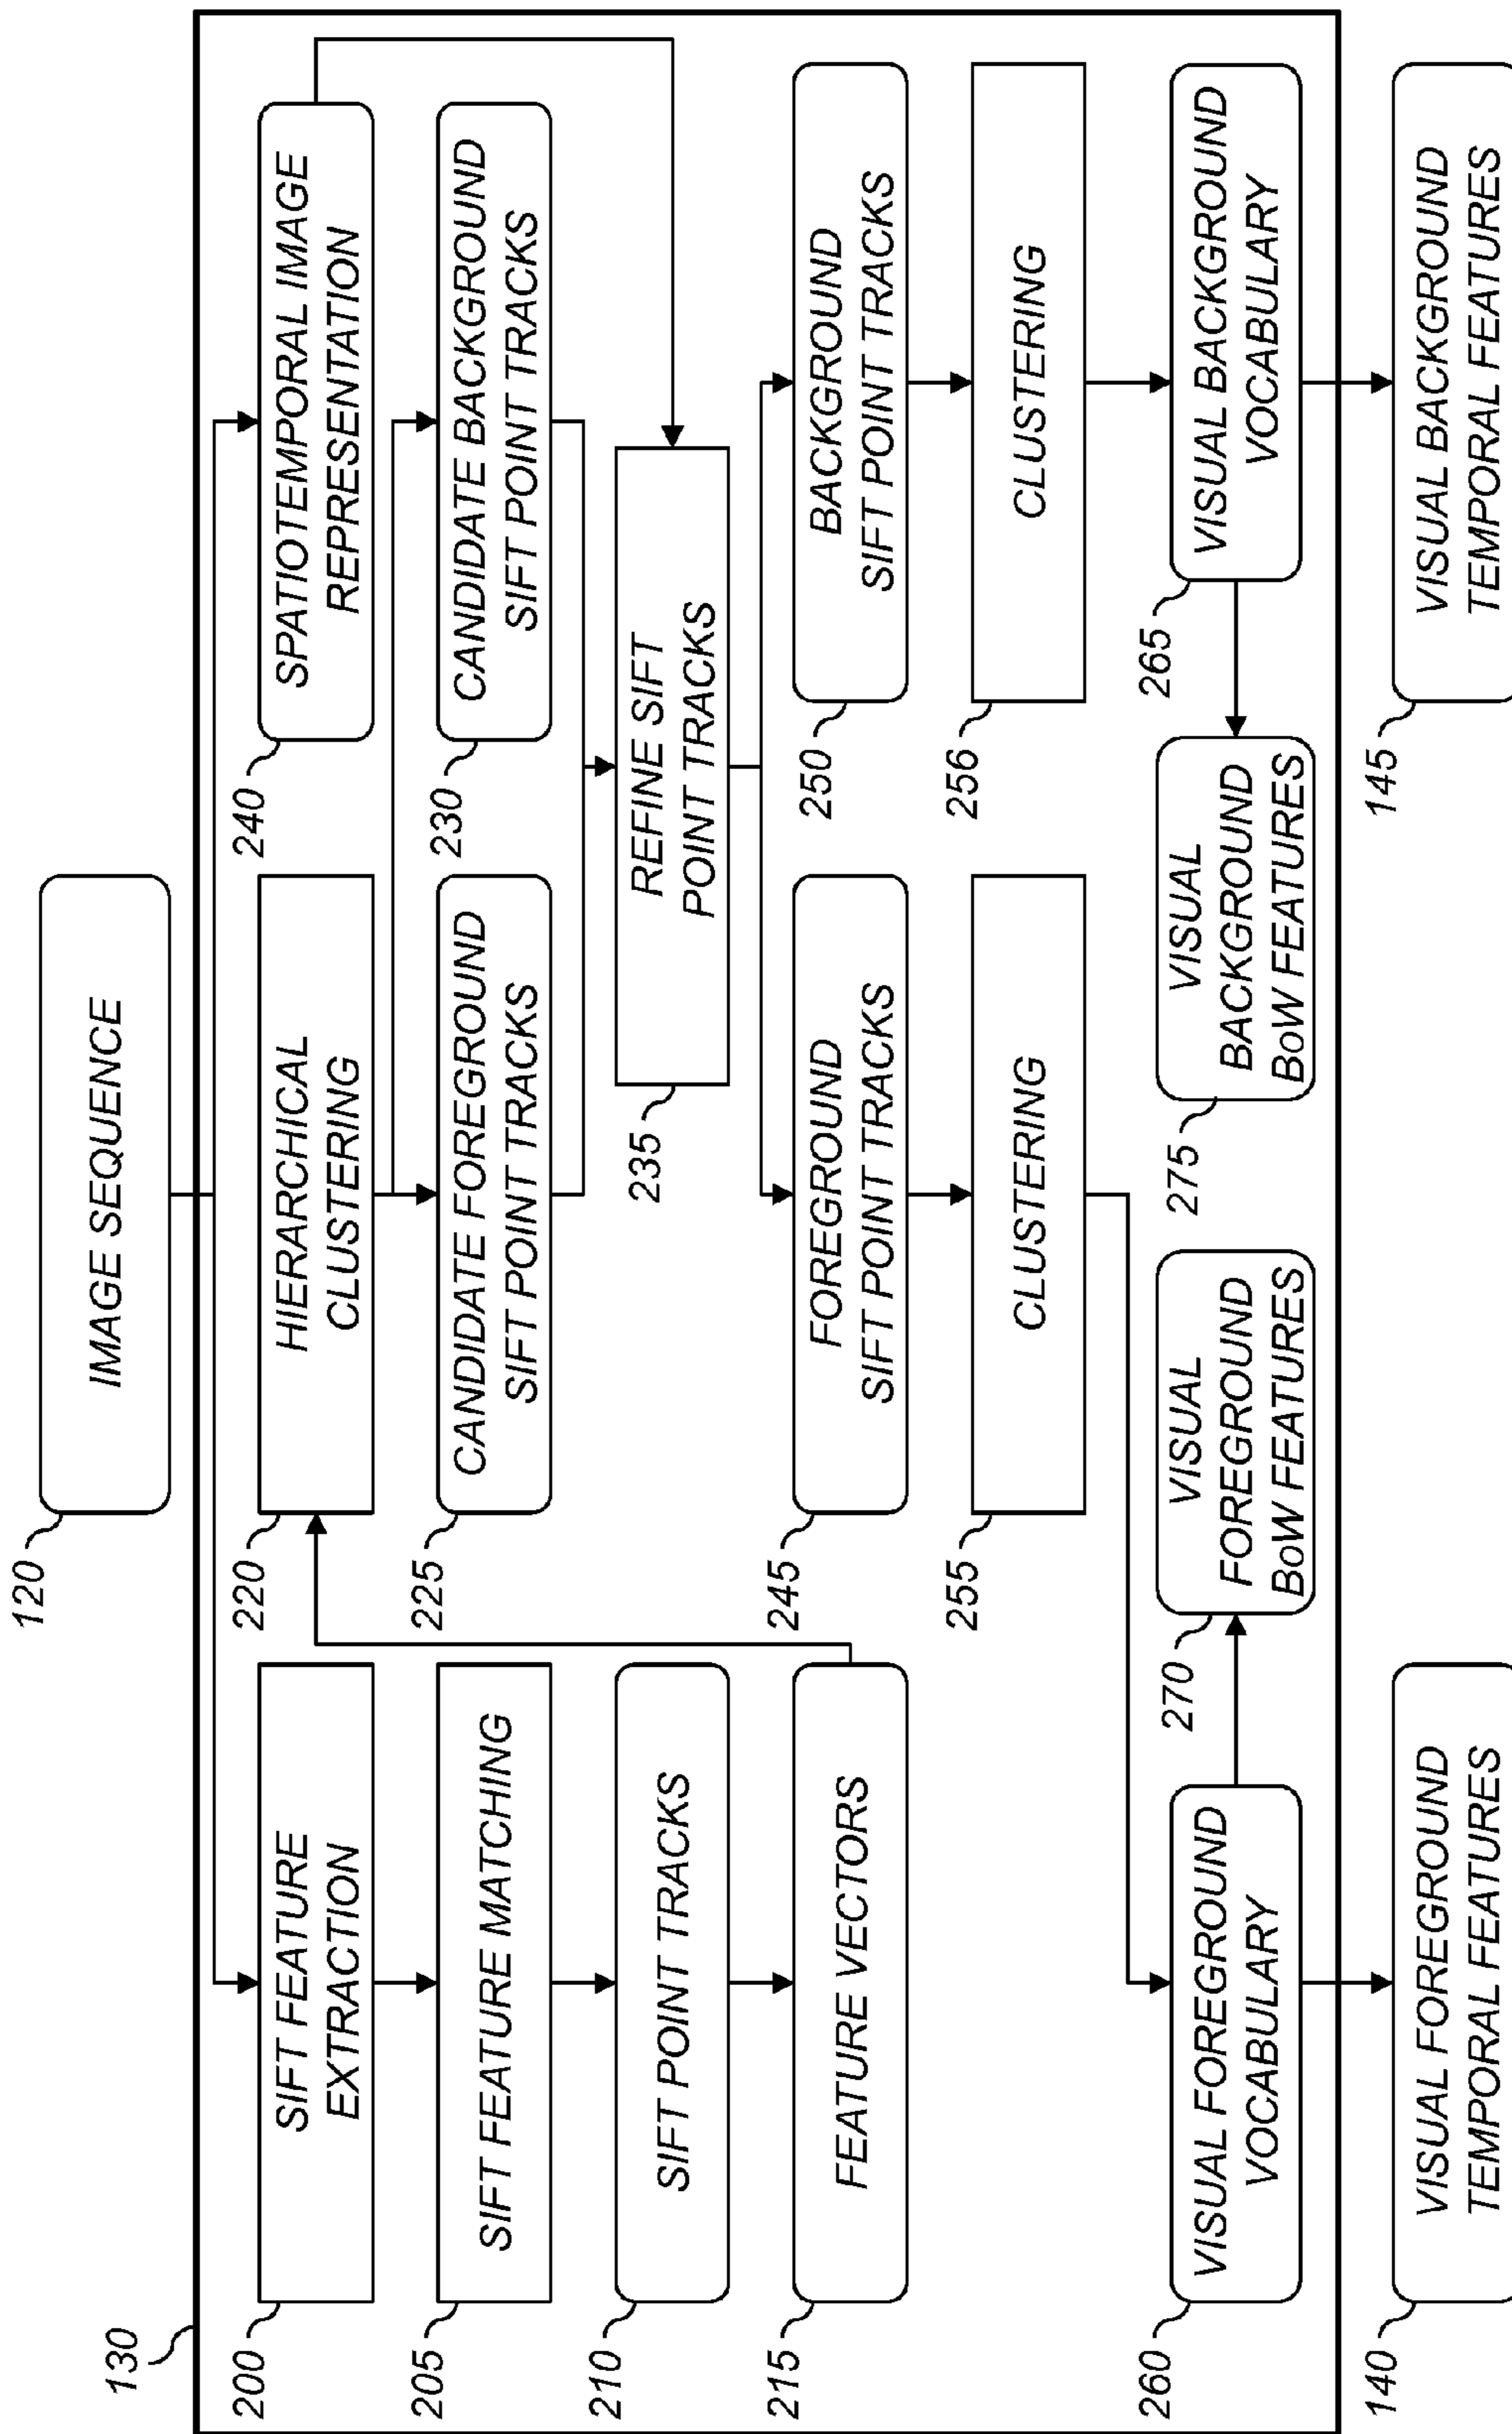 120
IMAGE SEQUENCE
130
200
SIFT FEATURE
EXTRACTION
220
HIERARCHICAL
CLUSTERING
240
SPATIOTEMPORAL IMAGE
REPRESENTATION
205
SIFT FEATURE MATCHING
225
CANDIDATE FOREGROUND
SIFT POINT TRACKS
230
CANDIDATE BACKGROUND
SIFT POINT TRACKS
210
SIFT POINT TRACKS
235
REFINE SIFT
POINT TRACKS
215
FEATURE VECTORS
245
FOREGROUND
SIFT POINT TRACKS
250
BACKGROUND
SIFT POINT TRACKS
255
CLUSTERING
256
CLUSTERING
260
VISUAL FOREGROUND
VOCABULARY
270
VISUAL
FOREGROUND
BoW FEATURES
275
VISUAL
BACKGROUND
BoW FEATURES
265
VISUAL BACKGROUND
VOCABULARY
140
VISUAL FOREGROUND
TEMPORAL FEATURES
145
VISUAL BACKGROUND
TEMPORAL FEATURES